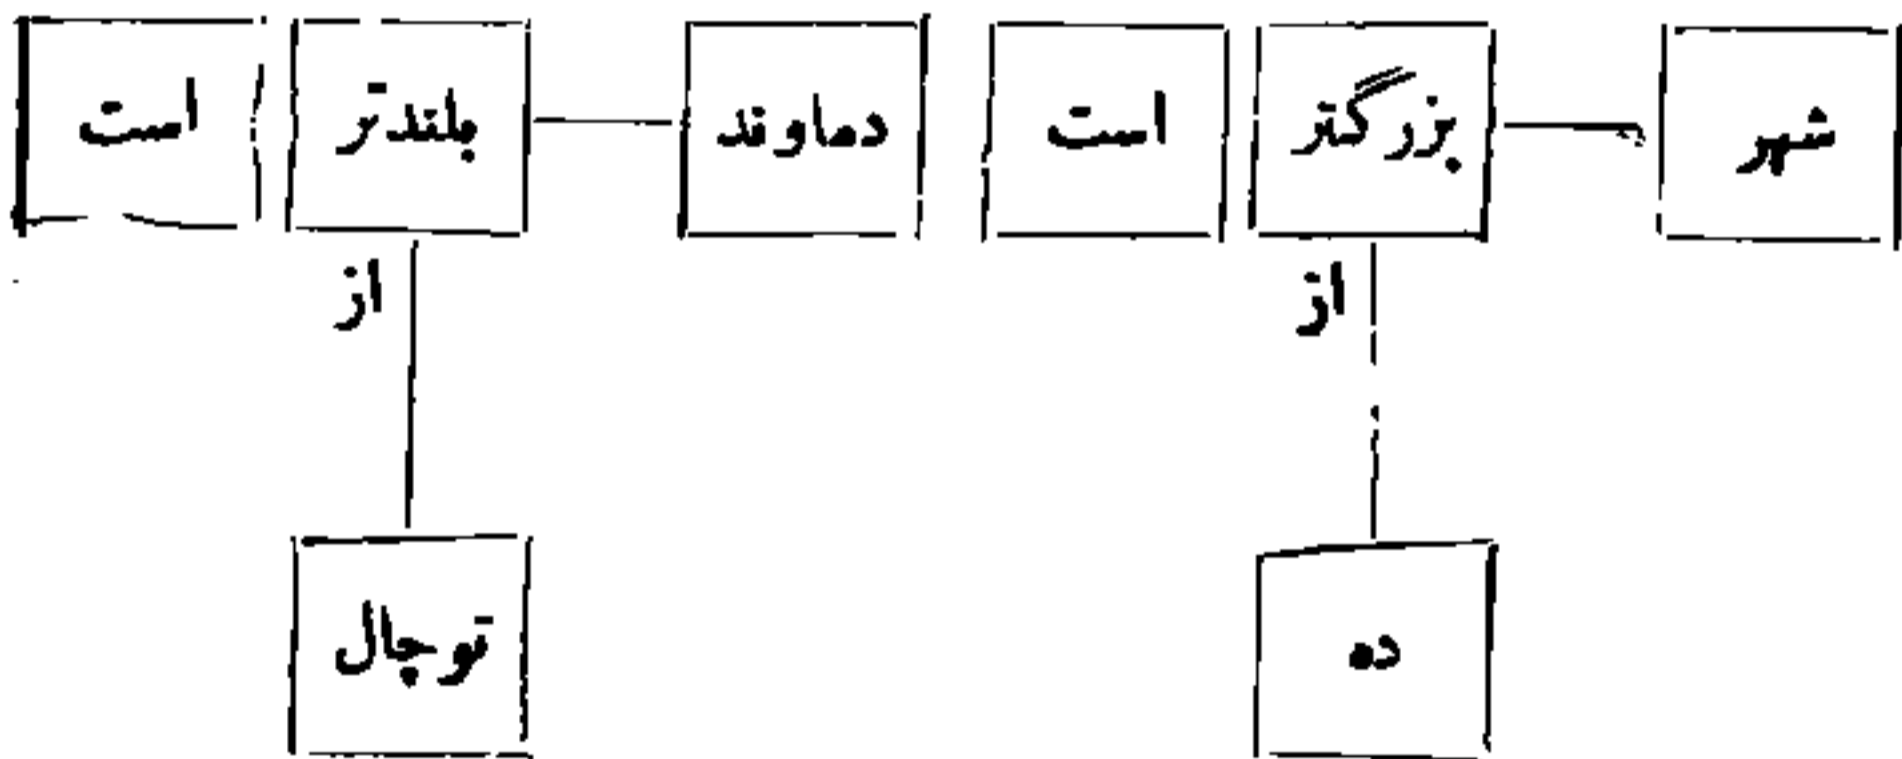 شهر بزرگتر است دماوند بلندتر است
از از
ده توچال